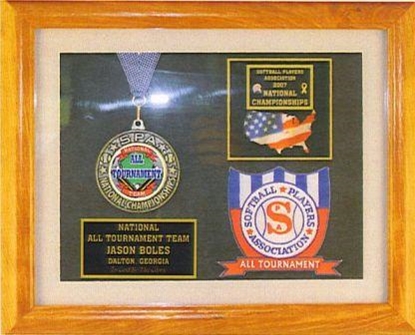 SOFTBALL PLAYERS
ASSOCIATION
2007
NATIONAL
CHAMPIONSHIPS
SPA
NATIONAL
ALL
TOURNAMENT
TEAM
NATIONAL CHAMPIONSHIPS
NATIONAL
ALL TOURNAMENT TEAM
JASON BOLES
DALTON, GEORGIA
SOFTBALL ★ PLAYERS
S
ASSOCIATION
ALL TOURNAMENT